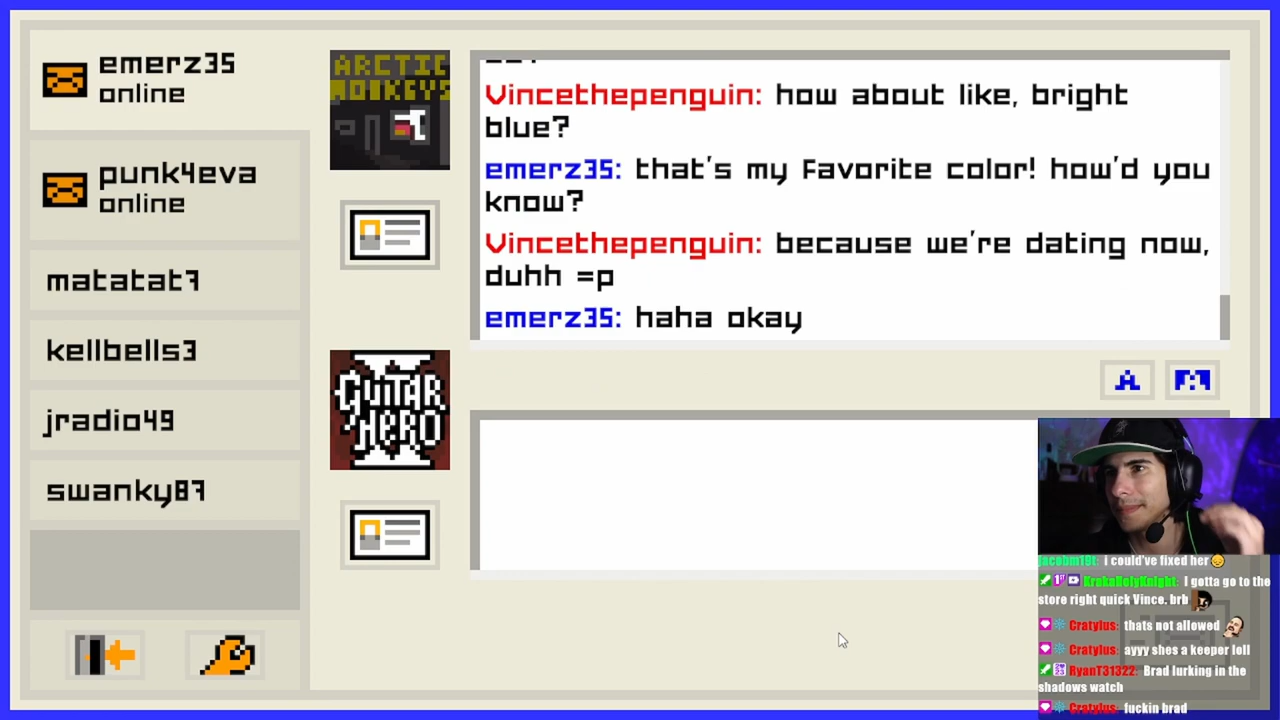 emerz35
online
punk4eva
online
matatat7
kellbells3
jradio49
swanky87
ARCTIC
MONKEYS
Vincethepenguin: how about like, bright
blue?
emerz35: that's my favorite color! how'd you
know?
Vincethepenguin: because we're dating now,
duhh =p
emerz35: haha okay
A
GUITAR
HERO
jacobm19t: i could've fixed her
KrakoHolyKnight: I gotta go to the
store right quick Vince. brb
Cratylus: thats not allowed
Cratylus: ayyy shes a keeper loll
RyanT31322: Brad lurking in the
shadows watch
Cratylus: fuckin brad